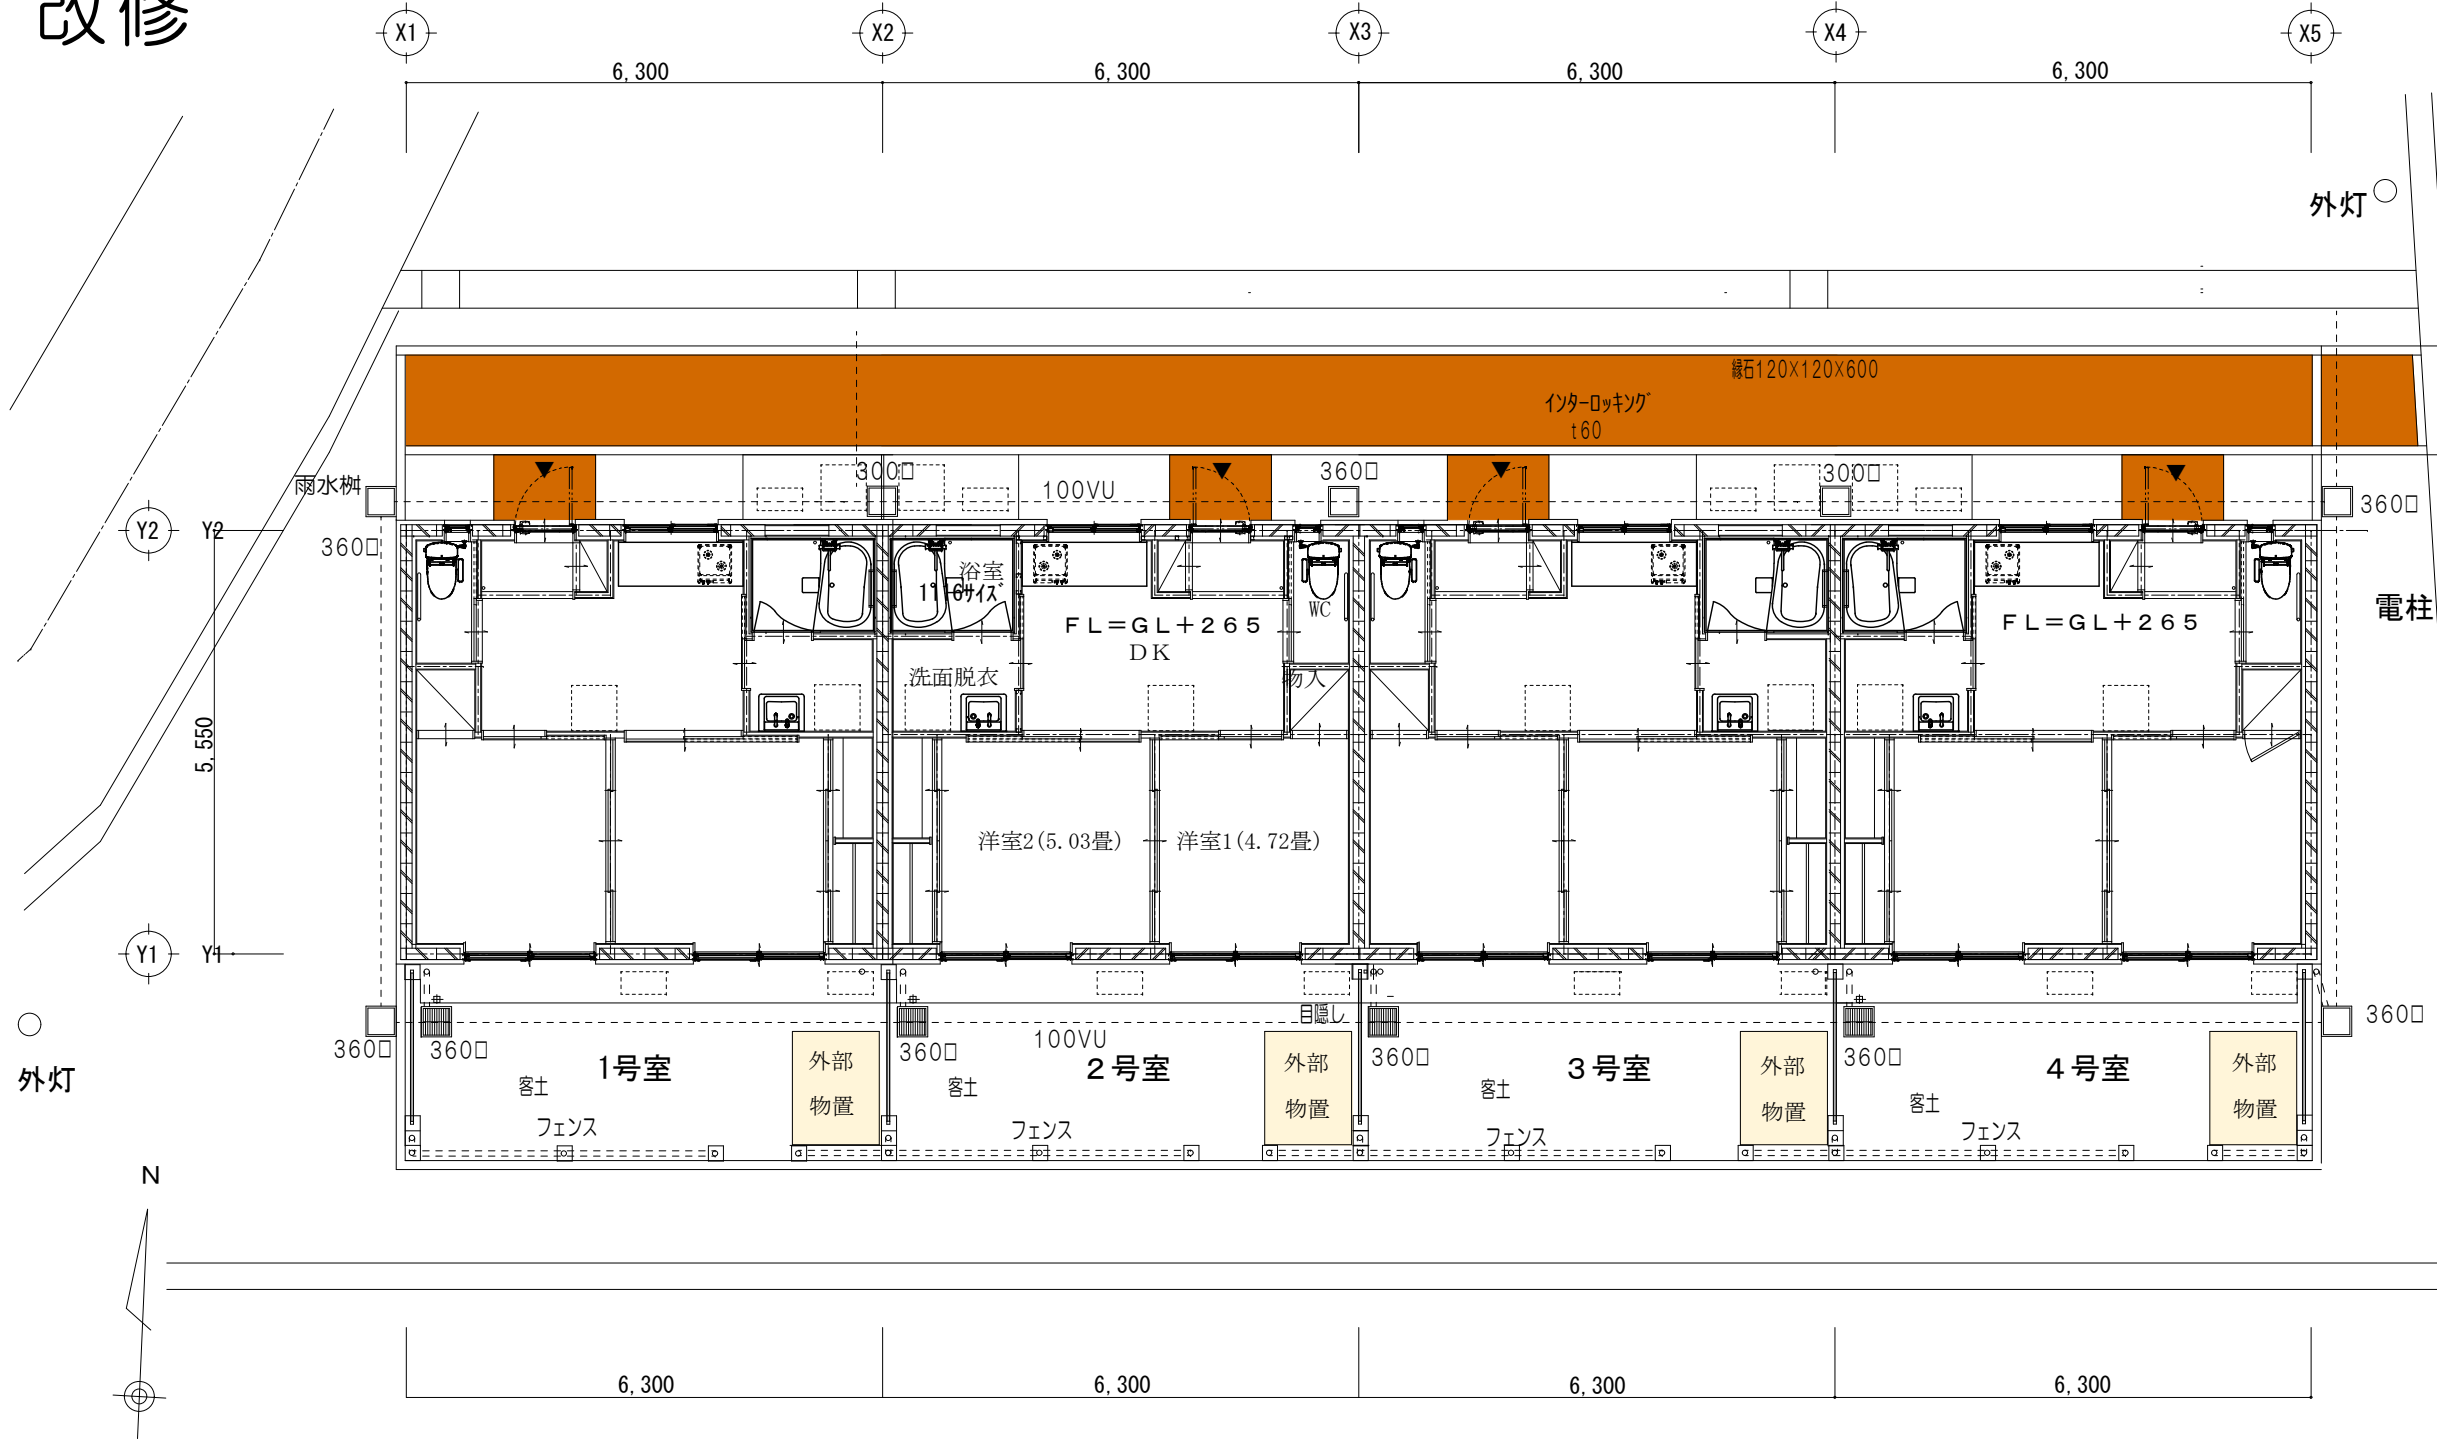 改修
X1
X2
X3
X4
X5
6,300
6,300
6,300
6,300
外灯
縁石120×120×600
インターロッキング
t60
雨水桝
300□
100VU
360□
300□
360□
Y2
Y2
360□
浴室
1116サイズ
WC
FL=GL+265
DK
FL=GL+265
電柱
洗面脱衣
物入
5,550
洋室2(5.03畳)
洋室1(4.72畳)
Y1
Y1
目隠し
360□
360□
360□
100VU
360□
360□
360□
外灯
1号室
2号室
3号室
4号室
外部
物置
外部
物置
外部
物置
外部
物置
客土
客土
客土
客土
フェンス
フェンス
フェンス
フェンス
N
6,300
6,300
6,300
6,300